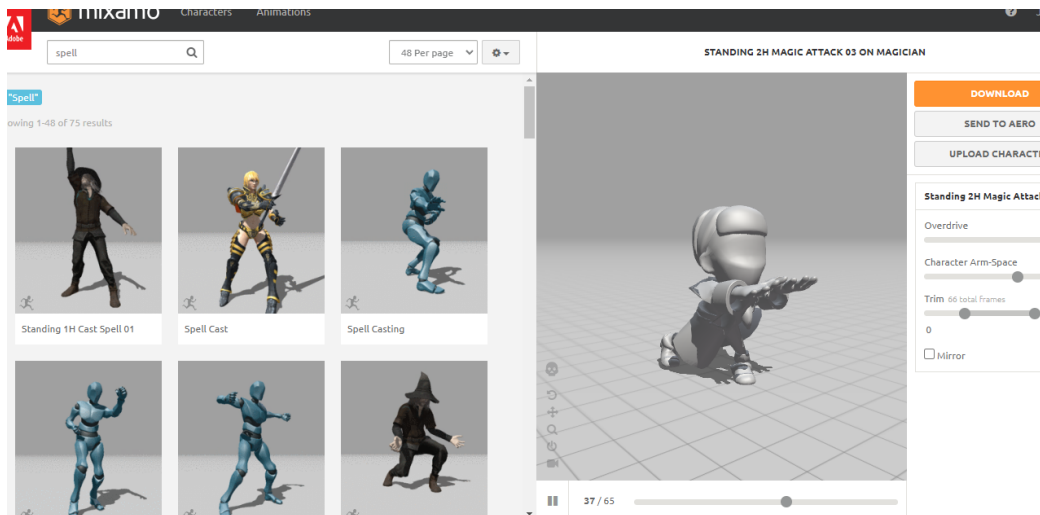 mixamo
Characters
Animations
Adobe
spell
48 Per page
STANDING 2H MAGIC ATTACK 03 ON MAGICIAN
"Spell"
owing 1-48 of 75 results
DOWNLOAD
SEND TO AERO
UPLOAD CHARACT
Standing 2H Magic Attac
Overdrive
Character Arm-Space
Trim 66 total frames
0
Mirror
Standing 1H Cast Spell 01
Spell Cast
Spell Casting
37 / 65